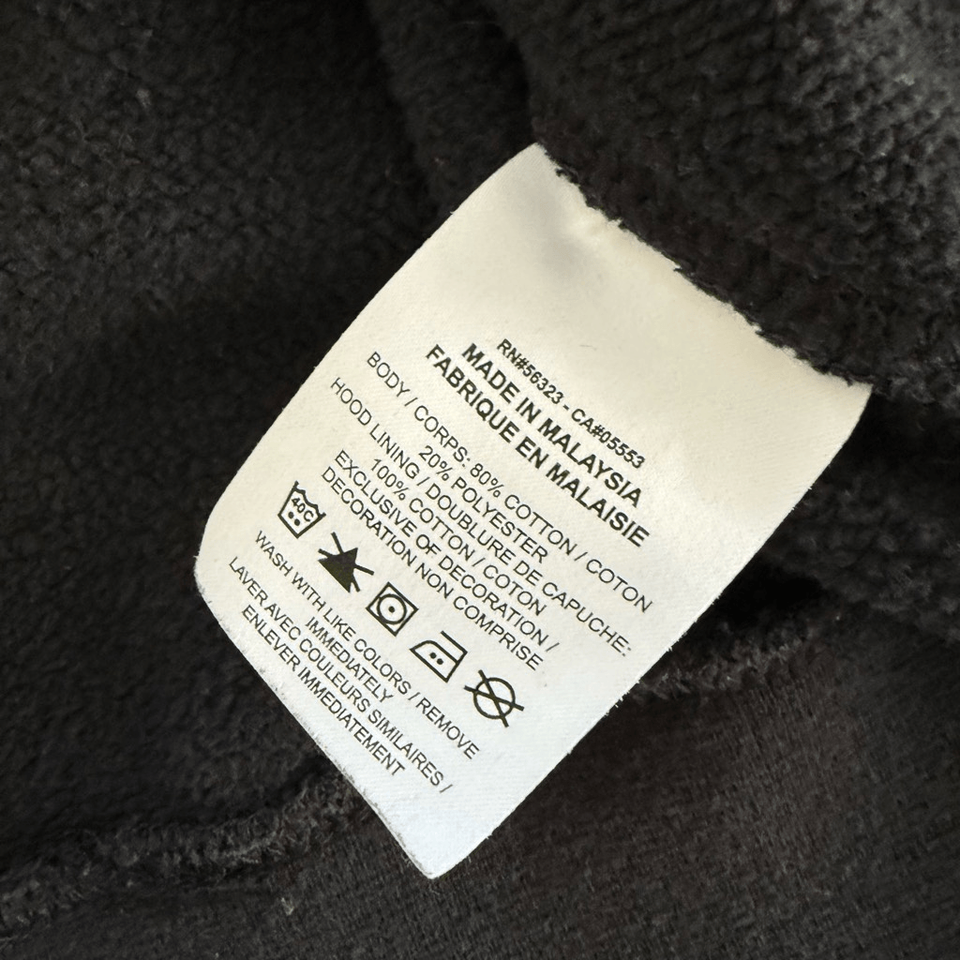 RN#56323 - CA#05553
MADE IN MALAYSIA
FABRIQUE EN MALAISIE
BODY / CORPS: 80% COTTON / COTON
20% POLYESTER
HOOD LINING / DOUBLURE DE CAPUCHE:
100% COTTON / COTON
EXCLUSIVE OF DECORATION /
DECORATION NON COMPRISE
40C
WASH WITH LIKE COLORS / REMOVE
IMMEDIATELY
LAVER AVEC COULEURS SIMILAIRES /
ENLEVER IMMEDIATEMENT